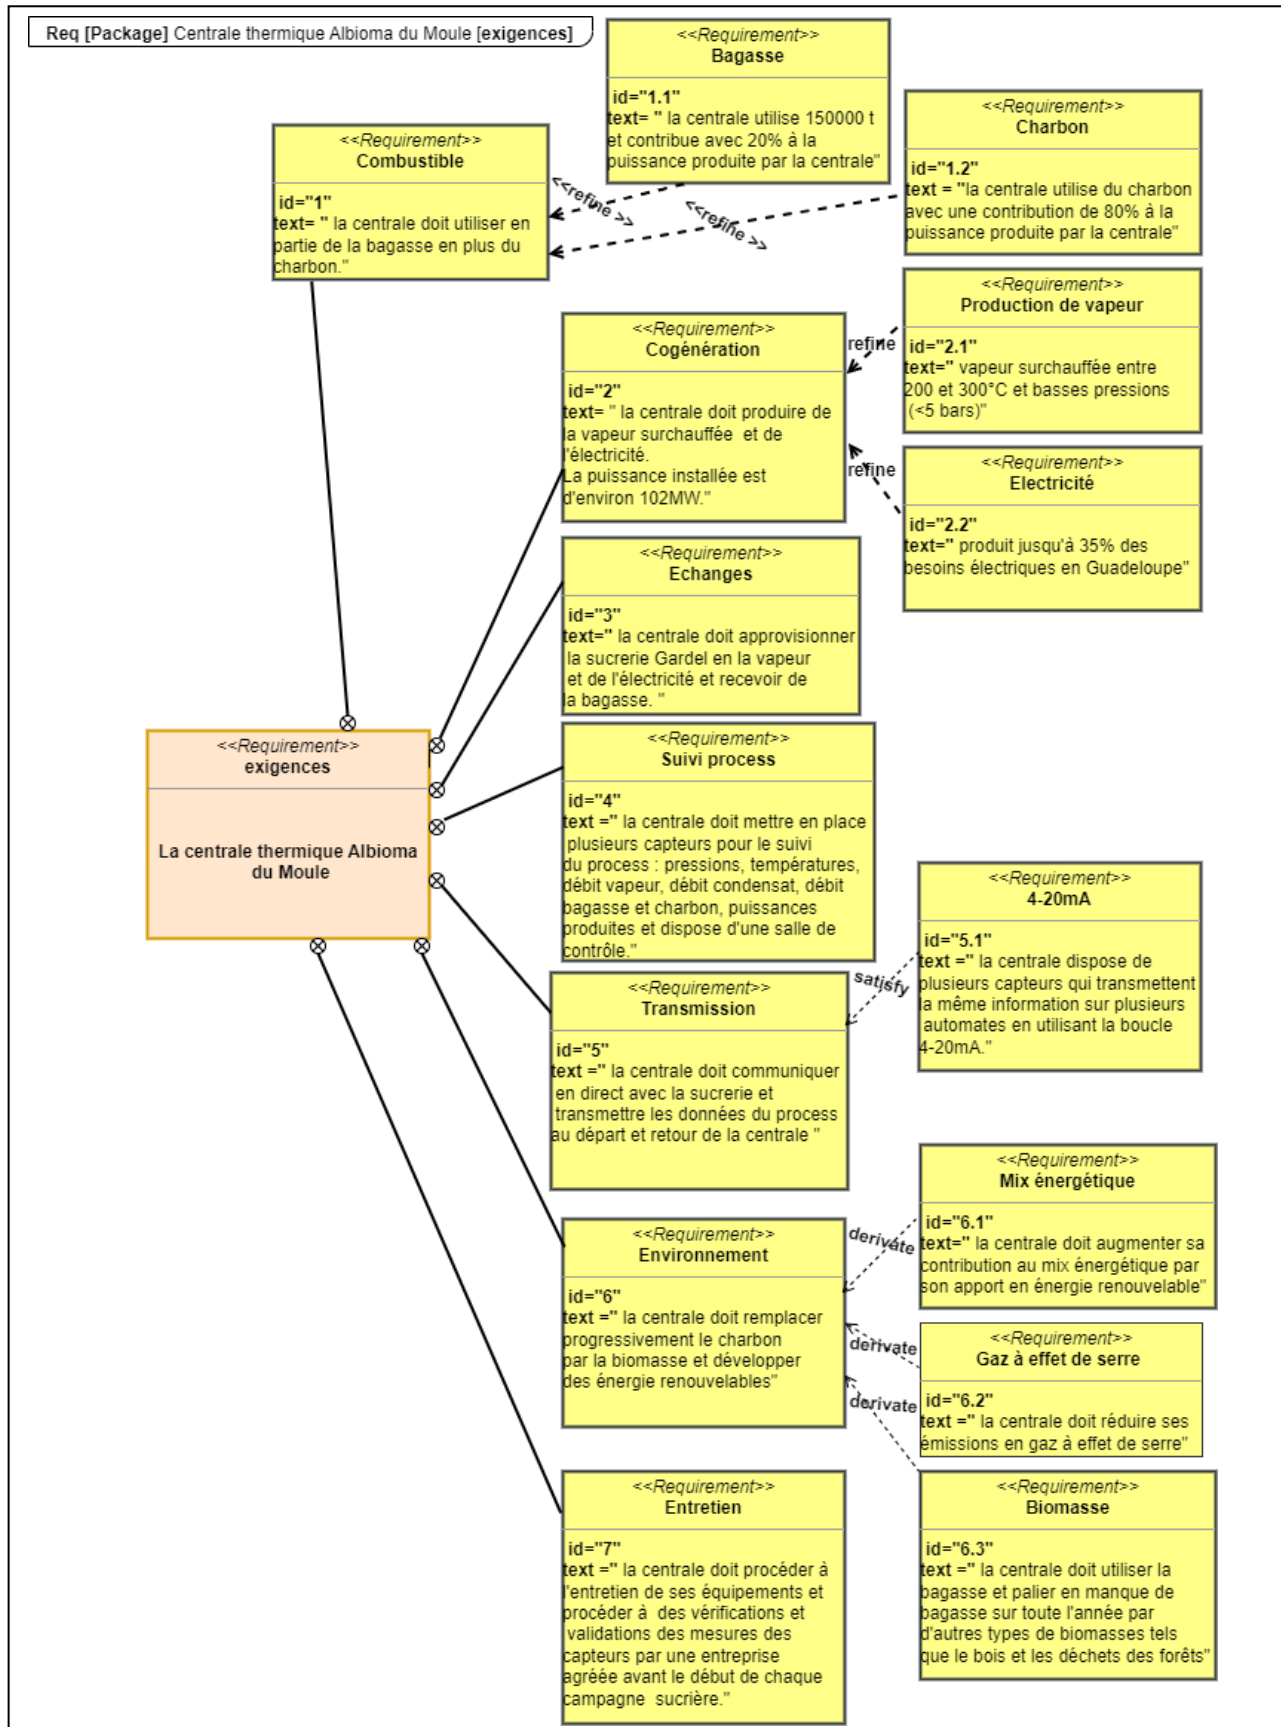 Req [Package] Centrale thermique Albioma du Moule [exigences]
<<Requirement>>
Bagasse
id="1.1"
text= " la centrale utilise 150000 t
et contribue avec 20% à la
puissance produite par la centrale"
<<Requirement>>
Charbon
id="1.2"
text = "la centrale utilise du charbon
avec une contribution de 80% à la
puissance produite par la centrale"
<<Requirement>>
Combustible
id="1"
text= " la centrale doit utiliser en
partie de la bagasse en plus du
charbon."
<<refine >>
<<refine >>
<<Requirement>>
Production de vapeur
id="2.1"
text=" vapeur surchauffée entre
200 et 300°C et basses pressions
(<5 bars)"
<<Requirement>>
Cogénération
id="2"
text= " la centrale doit produire de
la vapeur surchauffée  et de
l'électricité.
La puissance installée est
d'environ 102MW."
refine
refine
<<Requirement>>
Electricité
id="2.2"
text=" produit jusqu'à 35% des
besoins électriques en Guadeloupe"
<<Requirement>>
Echanges
id="3"
text=" la centrale doit approvisionner
la sucrerie Gardel en la vapeur
et de l'électricité et recevoir de
la bagasse. "
<<Requirement>>
exigences
La centrale thermique Albioma
du Moule
<<Requirement>>
Suivi process
id="4"
text =" la centrale doit mettre en place
plusieurs capteurs pour le suivi
du process : pressions, températures,
débit vapeur, débit condensat, débit
bagasse et charbon, puissances
produites et dispose d'une salle de
contrôle."
<<Requirement>>
4-20mA
id="5.1"
text =" la centrale dispose de
plusieurs capteurs qui transmettent
la même information sur plusieurs
automates en utilisant la boucle
4-20mA."
satisfy
<<Requirement>>
Transmission
id="5"
text =" la centrale doit communiquer
en direct avec la sucrerie et
transmettre les données du process
au départ et retour de la centrale "
<<Requirement>>
Mix énergétique
id="6.1"
text=" la centrale doit augmenter sa
contribution au mix énergétique par
son apport en énergie renouvelable"
<<Requirement>>
Environnement
id="6"
text =" la centrale doit remplacer
progressivement le charbon
par la biomasse et développer
des énergie renouvelables"
derivate
derivate
derivate
<<Requirement>>
Gaz à effet de serre
id="6.2"
text =" la centrale doit réduire ses
émissions en gaz à effet de serre"
<<Requirement>>
Entretien
id="7"
text =" la centrale doit procéder à
l'entretien de ses équipements et
procéder à  des vérifications et
validations des mesures des
capteurs par une entreprise
agréée avant le début de chaque
campagne  sucrière."
<<Requirement>>
Biomasse
id="6.3"
text =" la centrale doit utiliser la
bagasse et palier en manque de
bagasse sur toute l'année par
d'autres types de biomasses tels
que le bois et les déchets des forêts"